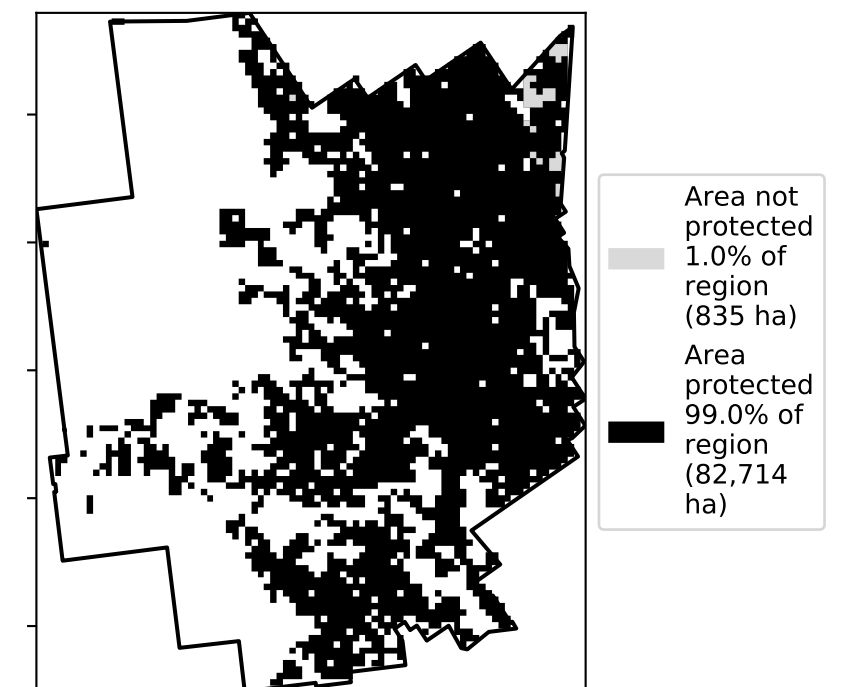 Area not
protected
1.0% of
region
(835 ha)
Area
protected
99.0% of
region
(82,714
ha)